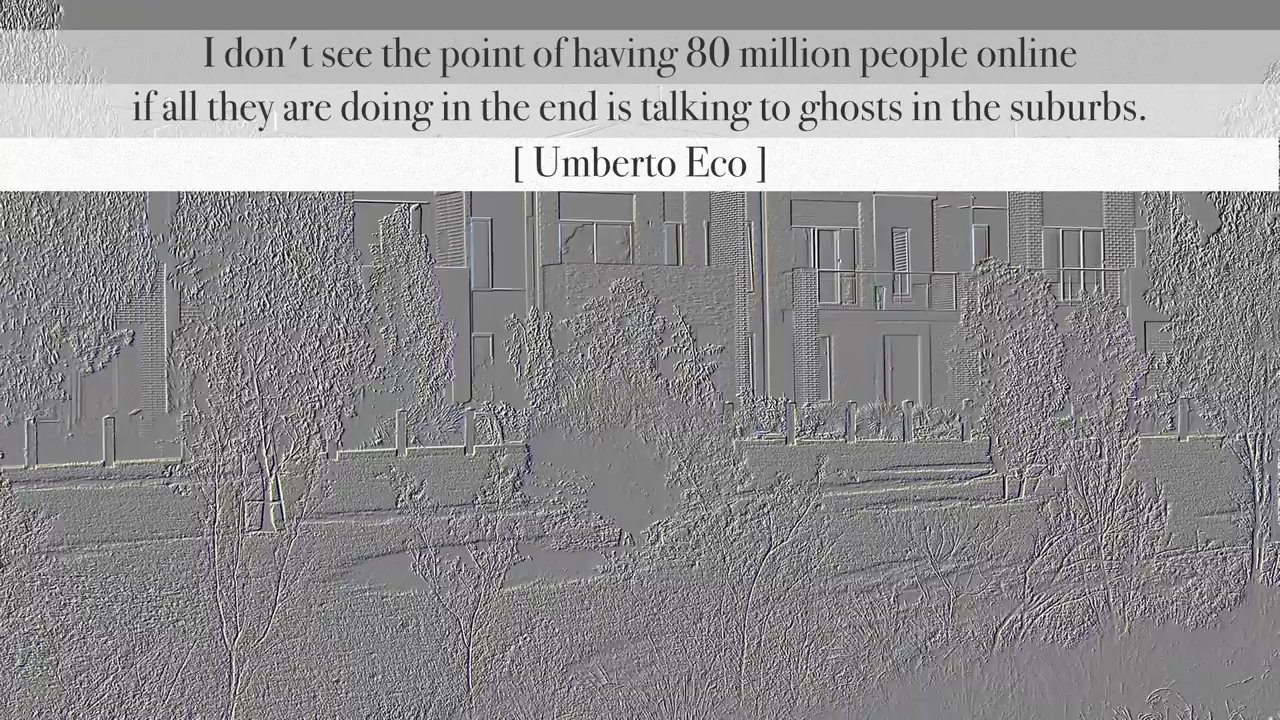 I don't see the point of having 80 million people online
if all they are doing in the end is talking to ghosts in the suburbs.
[ Umberto Eco ]